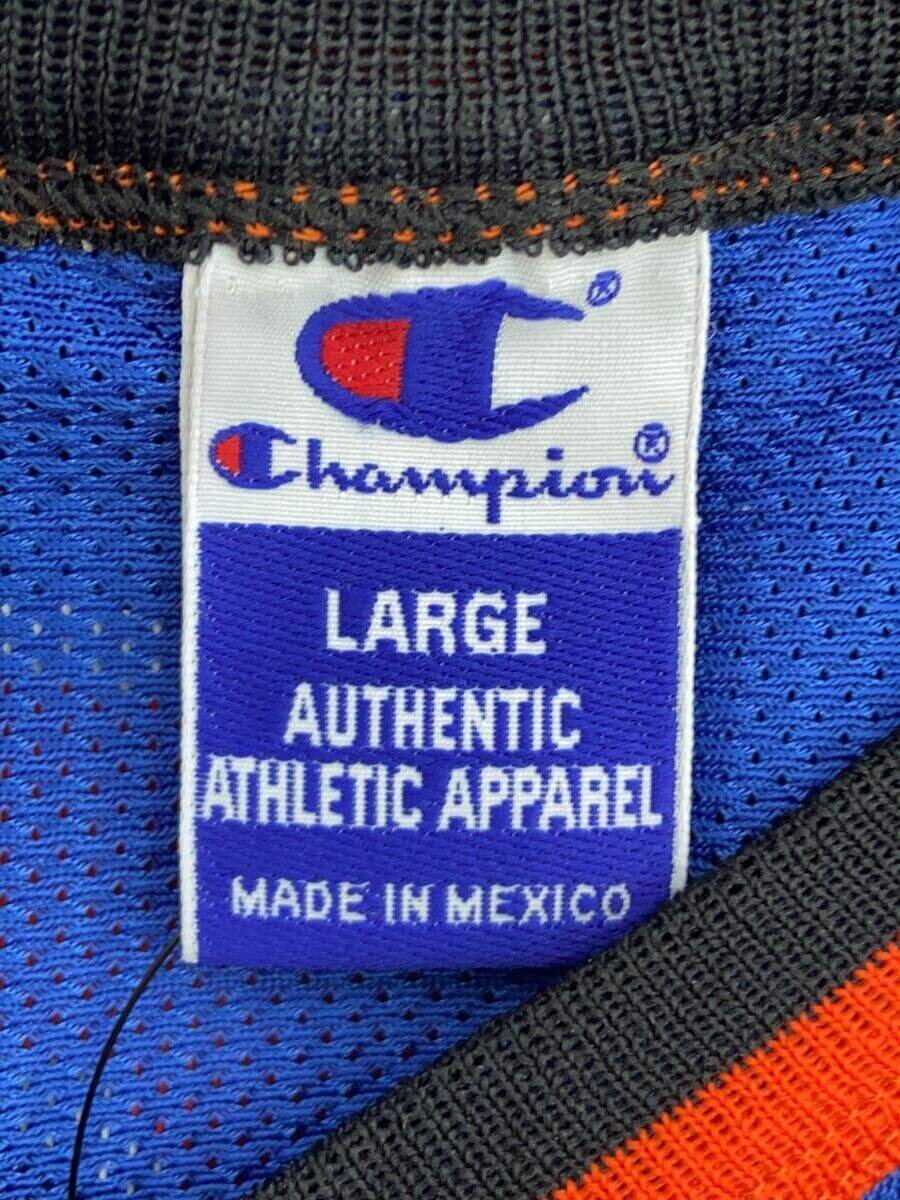 ®
Champion®
LARGE
AUTHENTIC
ATHLETIC APPAREL
MADE IN MEXICO